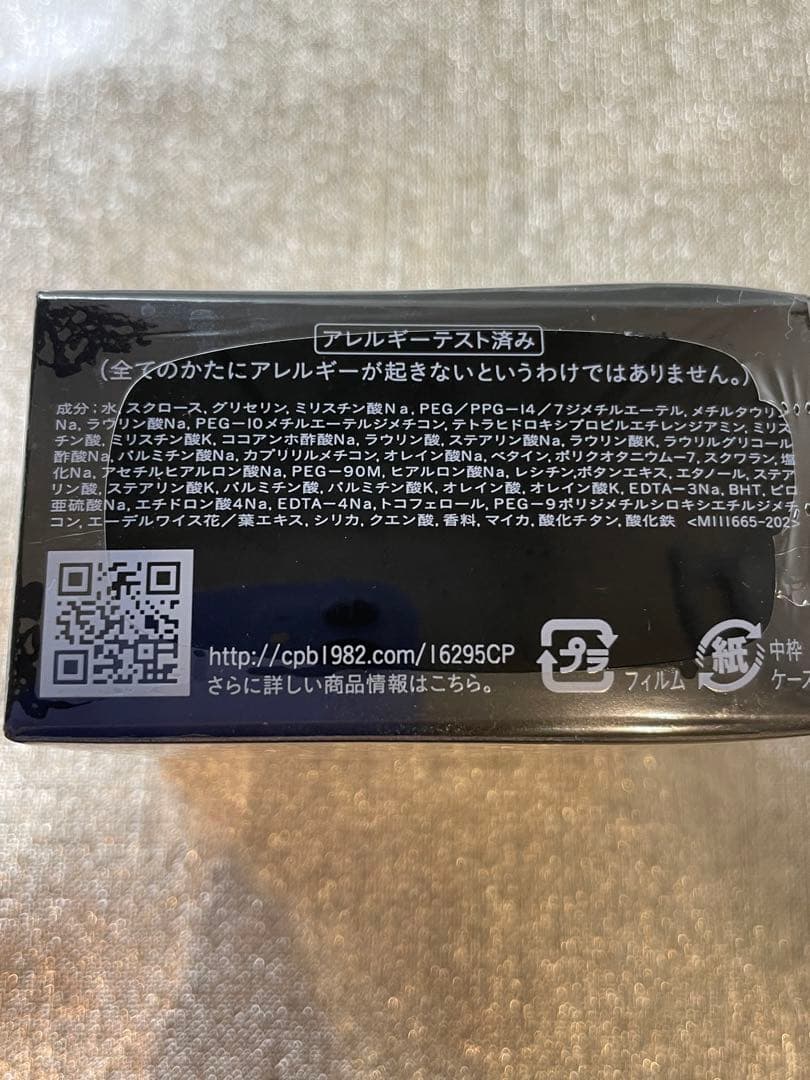 アレルギーテスト済み
(全てのかたにアレルギーが起きないというわけではありません。)
成分：水, スクロース, グリセリン, ミリスチン酸Na, PEG／PPG-14／7ジメチルエーテル, メチルタウリン
Na, ラウリン酸Na, PEG-10メチルエーテルジメチコン, テトラヒドロキシプロピルエチレンジアミン, ミリス
チン酸, ミリスチン酸K, ココアンホ酢酸Na, ラウリン酸, ステアリン酸Na, ラウリン酸K, ラウリルグリコール
酢酸Na, パルミチン酸Na, カプリリルメチコン, オレイン酸Na, ベタイン, ポリクオタニウム-7, スクワラン, 塩
化Na, アセチルヒアルロン酸Na, PEG-90M, ヒアルロン酸Na, レシチン, ボタンエキス, エタノール, ステア
リン酸, ステアリン酸K, パルミチン酸, パルミチン酸K, オレイン酸, オレイン酸K, EDTA-3Na, BHT, ピロ
亜硫酸Na, エチドロン酸4Na, EDTA-4Na, トコフェロール, PEG-9ポリジメチルシロキシエチルジメチ
コン, エーデルワイス花／葉エキス, シリカ, クエン酸, 香料, マイカ, 酸化チタン, 酸化鉄 <M111665-202>
http://cpb1982.com/16295CP
さらに詳しい商品情報はこちら。
プラ
フィルム
紙
中枠
ケース